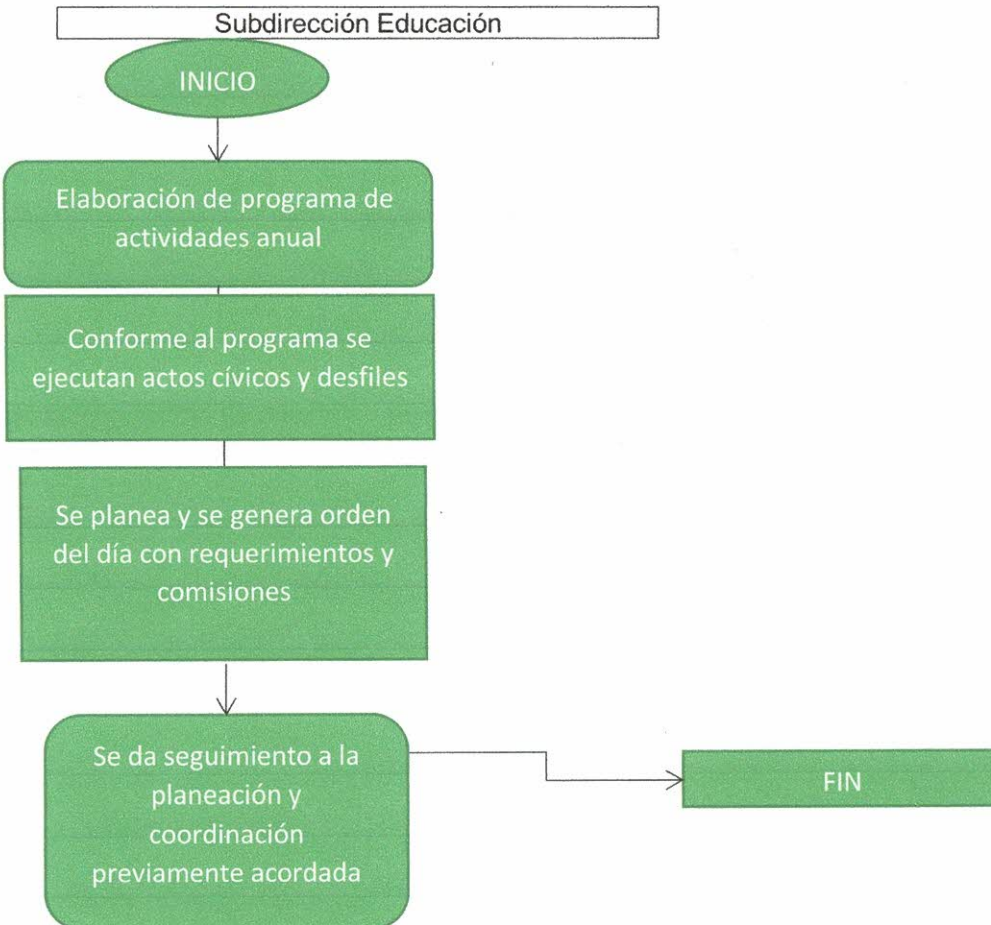 Subdirección Educación
INICIO
Elaboración de programa de
actividades anual
Conforme al programa se
ejecutan actos cívicos y desfiles
Se planea y se genera orden
del día con requerimientos y
comisiones
Se da seguimiento a la
planeación y
coordinación
previamente acordada
FIN